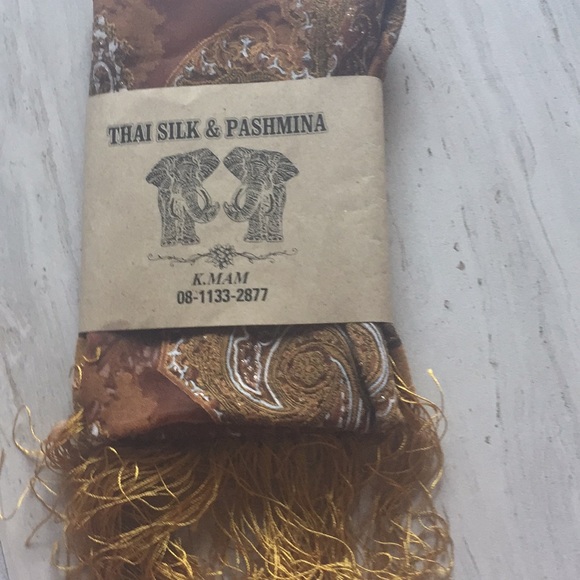 THAI SILK & PASHMINA
K.MAM
08-1133-2877